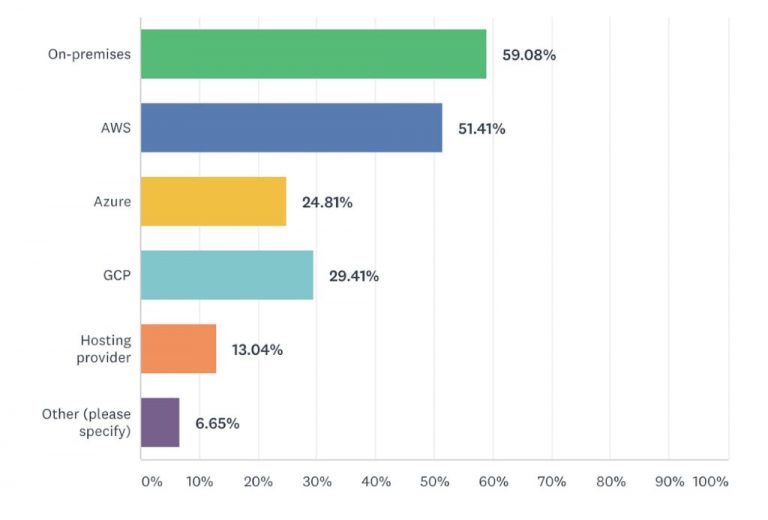 On-premises
59.08%
AWS
51.41%
Azure
24.81%
GCP
29.41%
Hosting
provider
13.04%
Other (please
specify)
6.65%
0% 10% 20% 30% 40% 50% 60% 70% 80% 90% 100%